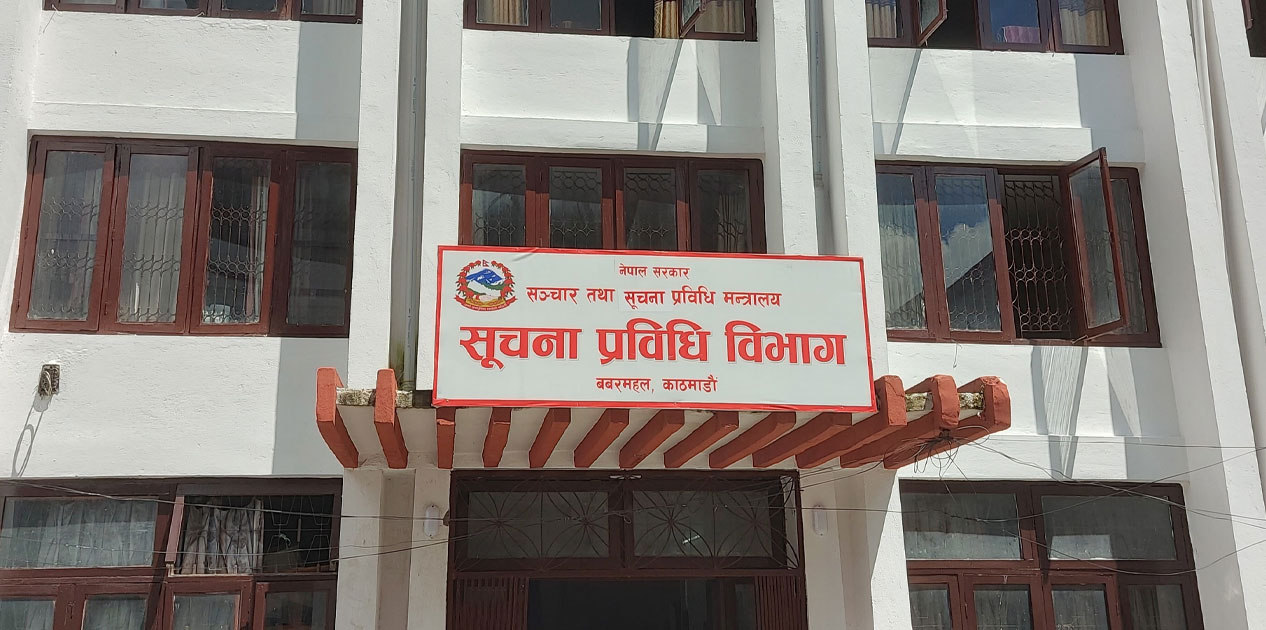 नेपाल सरकार
सञ्चार तथा सूचना प्रविधि मन्त्रालय
सूचना प्रविधि विभाग
बबरमहल, काठमाडौं